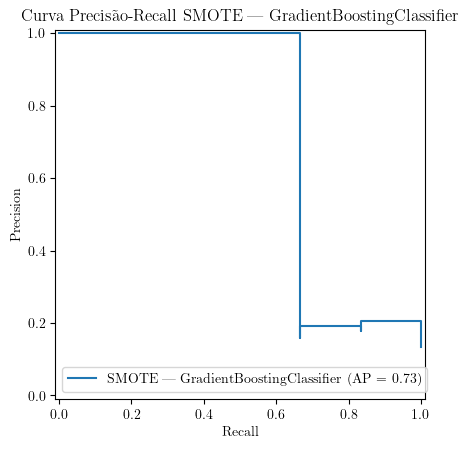 Curva Precisão-Recall SMOTE — GradientBoostingClassifier
1.0
0.8
0.6
0.4
0.2
0.0
Precision
SMOTE — GradientBoostingClassifier (AP = 0.73)
0.0 0.2 0.4 0.6 0.8 1.0
Recall